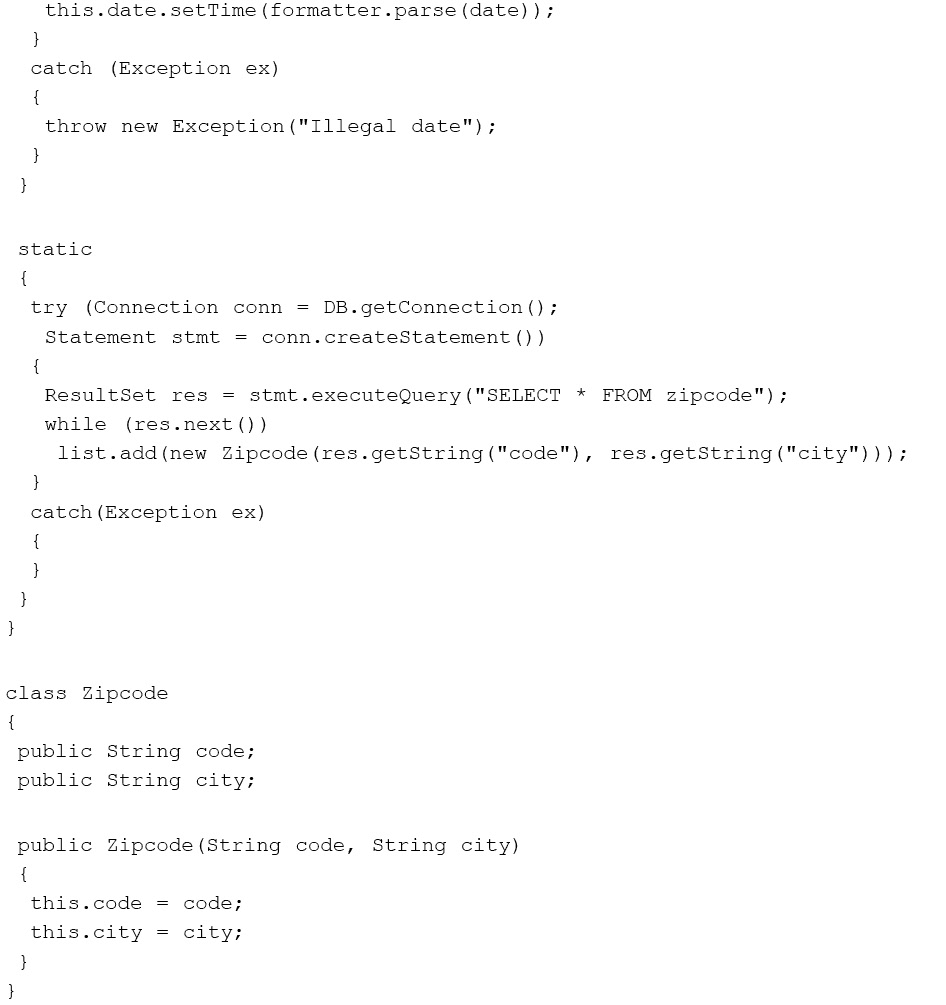 this.date.setTime(formatter.parse(date));
}
catch (Exception ex)
{
throw new Exception("Illegal date");
}
}
static
{
try (Connection conn = DB.getConnection();
Statement stmt = conn.createStatement())
{
ResultSet res = stmt.executeQuery("SELECT * FROM zipcode");
while (res.next())
list.add(new Zipcode(res.getString("code"), res.getString("city")));
}
catch(Exception ex)
{
}
}
}
class Zipcode
{
public String code;
public String city;
public Zipcode(String code, String city)
{
this.code = code;
this.city = city;
}
}